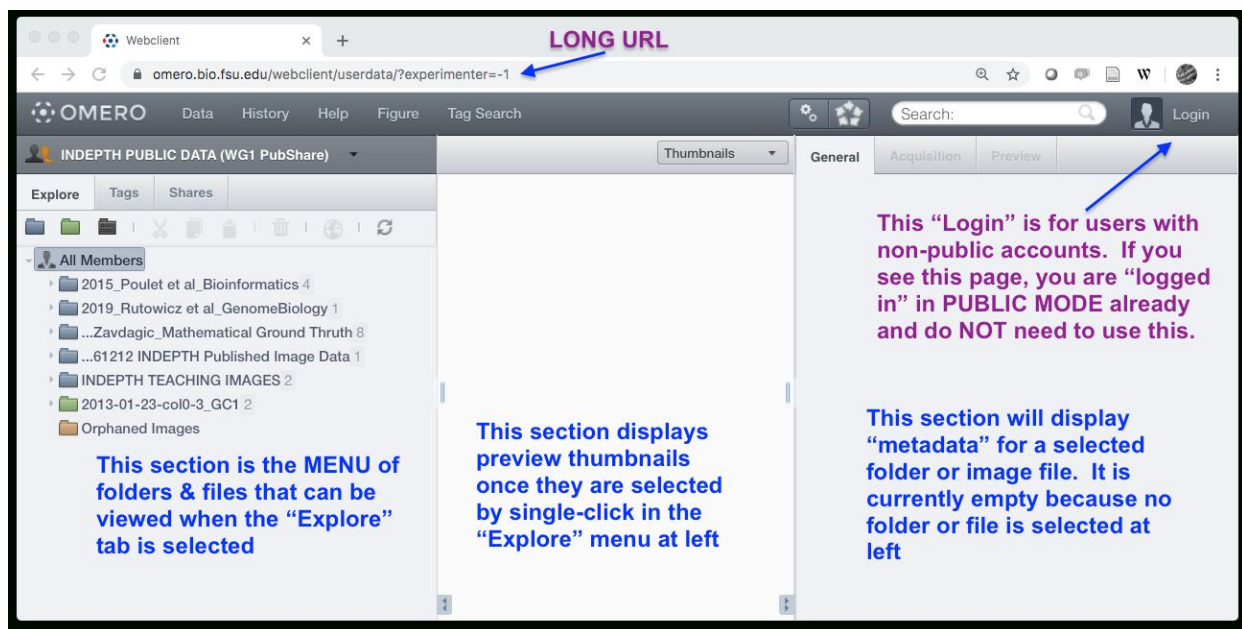 Webclient × +
LONG URL
omero.bio.fsu.edu/webclient/userdata/?experimenter=-1
W
OMERO Data History Help Figure Tag Search
Search:
Login
INDEPTH PUBLIC DATA (WG1 PubShare)
Thumbnails
General Acquisition Preview
Explore Tags Shares
All Members
2015_Poulet et al_Bioinformatics 4
2019_Rutowicz et al_GenomeBiology 1
...Zavdagic_Mathematical Ground Thruth 8
...61212 INDEPTH Published Image Data 1
INDEPTH TEACHING IMAGES 2
2013-01-23-col0-3_GC1 2
Orphaned Images
This section is the MENU of
folders & files that can be
viewed when the “Explore”
tab is selected
This section displays
preview thumbnails
once they are selected
by single-click in the
“Explore” menu at left
This “Login” is for users with
non-public accounts. If you
see this page, you are “logged
in” in PUBLIC MODE already
and do NOT need to use this.
This section will display
“metadata” for a selected
folder or image file. It is
currently empty because no
folder or file is selected at
left